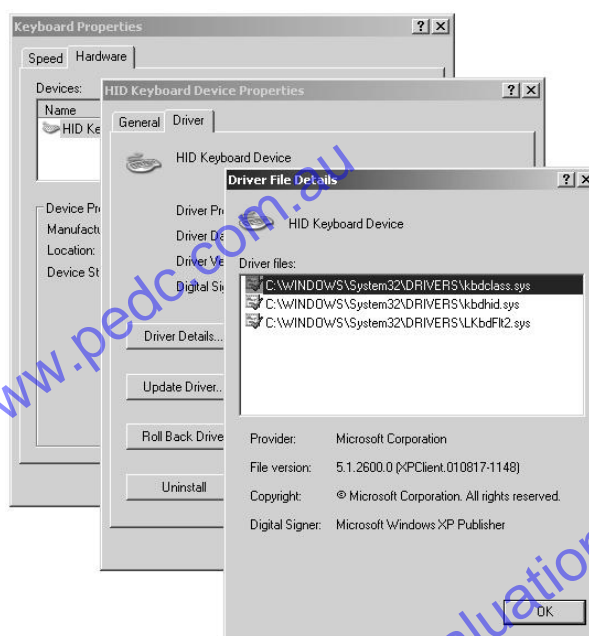 Keyboard Properties
Speed Hardware
Devices:
Name
HID Ke
Device Pr
Manufactu
Location:
Device St
HID Keyboard Device Properties
General Driver
HID Keyboard Device
Driver Pr
Driver Da
Driver Ve
Digital Si
Driver Details...
Update Driver..
Roll Back Drive
Uninstall
Driver File Details
HID Keyboard Device
Driver files:
C:\WINDOWS\System32\DRIVERS\kbdclass.sys
C:\WINDOWS\System32\DRIVERS\kbdhid.sys
C:\WINDOWS\System32\DRIVERS\LKbdFlt2.sys
Provider: Microsoft Corporation
File version: 5.1.2600.0 (XPClient.010817-1148)
Copyright: © Microsoft Corporation. All rights reserved.
Digital Signer: Microsoft Windows XP Publisher
OK
www.pedc.com.au
aluation